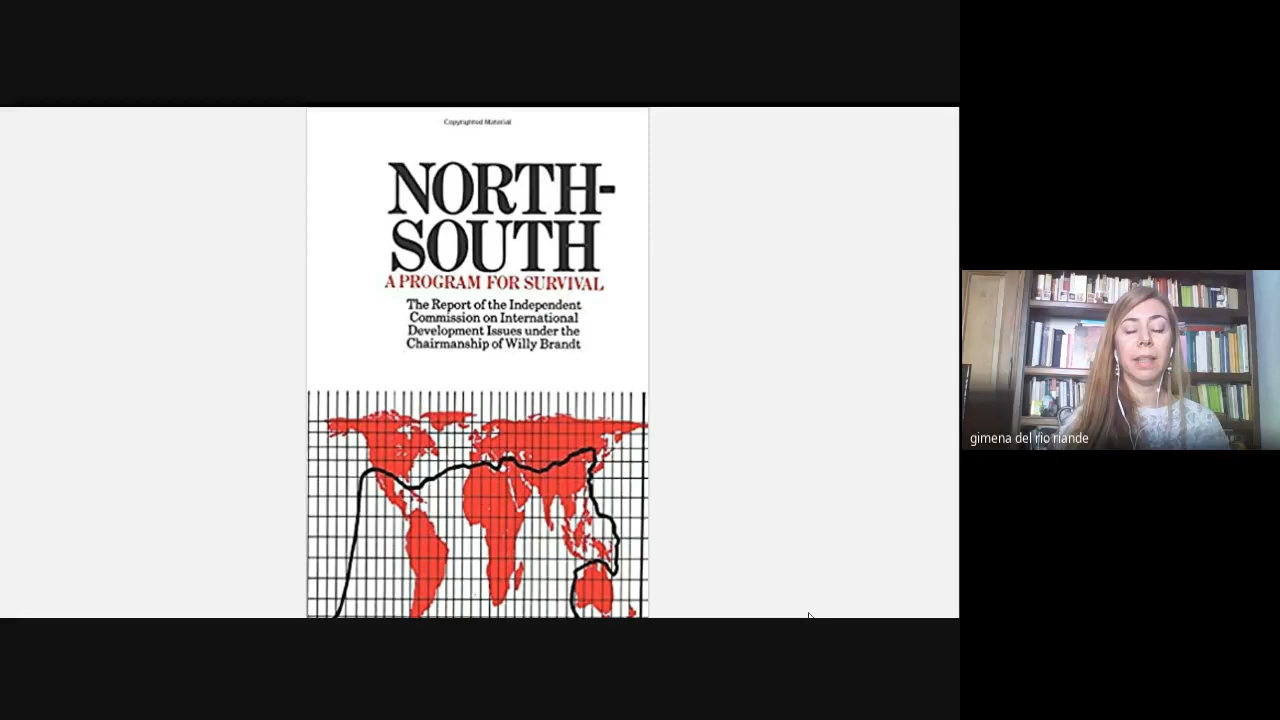 Copyrighted Material
NORTH-
SOUTH
A PROGRAM FOR SURVIVAL
The Report of the Independent
Commission on International
Development Issues under the
Chairmanship of Willy Brandt
gimena del rio riande